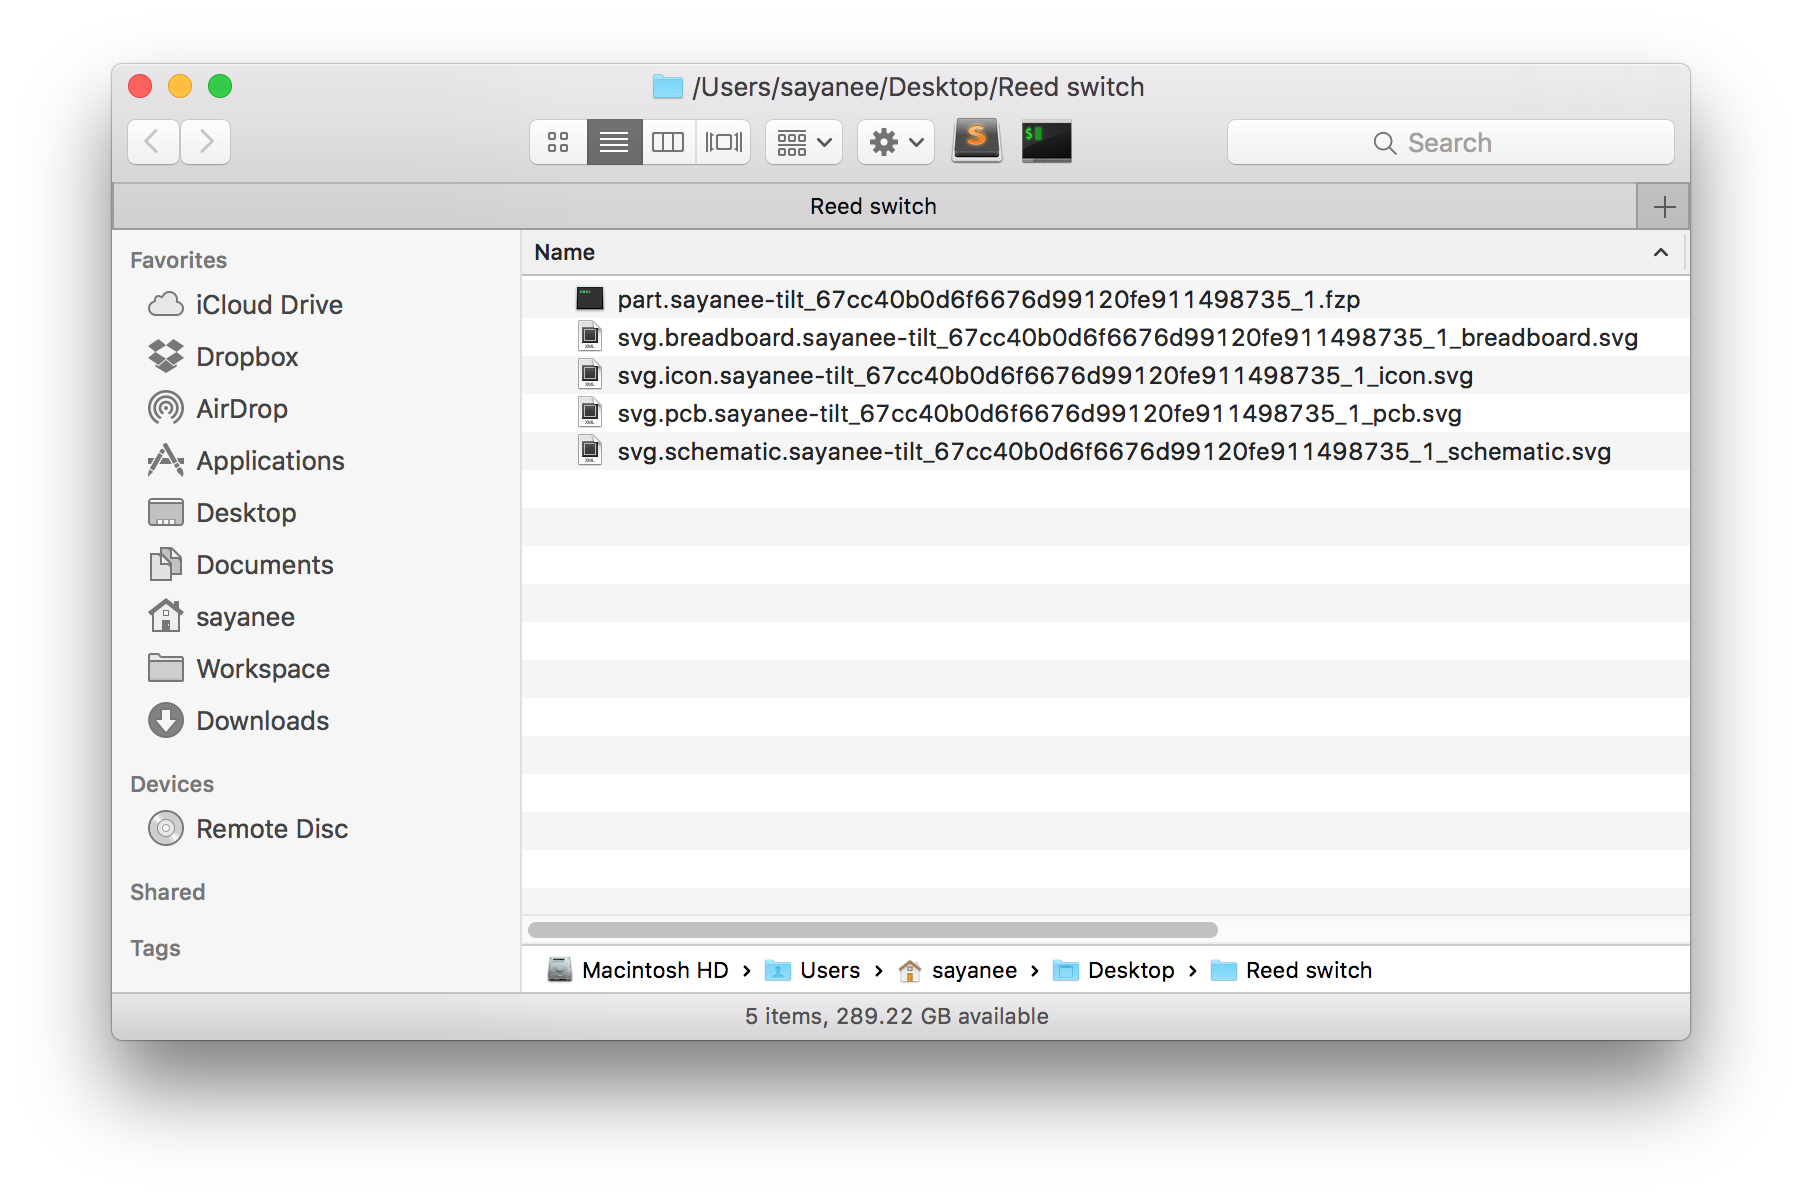 /Users/sayanee/Desktop/Reed switch
S
$
Search
Reed switch
Favorites
Name
iCloud Drive
part.sayanee-tilt_67cc40b0d6f6676d99120fe911498735_1.fzp
svg.breadboard.sayanee-tilt_67cc40b0d6f6676d99120fe911498735_1_breadboard.svg
Dropbox
svg.icon.sayanee-tilt_67cc40b0d6f6676d99120fe911498735_1_icon.svg
AirDrop
svg.pcb.sayanee-tilt_67cc40b0d6f6676d99120fe911498735_1_pcb.svg
Applications
svg.schematic.sayanee-tilt_67cc40b0d6f6676d99120fe911498735_1_schematic.svg
Desktop
Documents
sayanee
Workspace
Downloads
Devices
Remote Disc
Shared
Tags
Macintosh HD › Users › sayanee › Desktop › Reed switch
5 items, 289.22 GB available